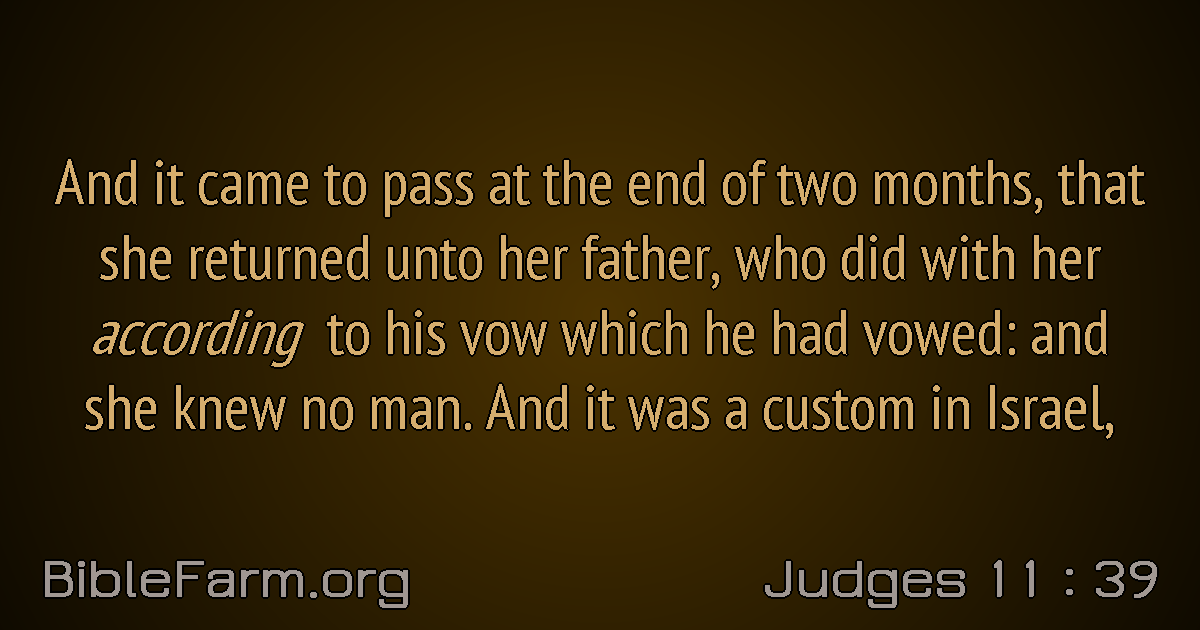 And it came to pass at the end of two months, that
she returned unto her father, who did with her
according to his vow which he had vowed: and
she knew no man. And it was a custom in Israel,
BibleFarm.org
Judges 11 : 39